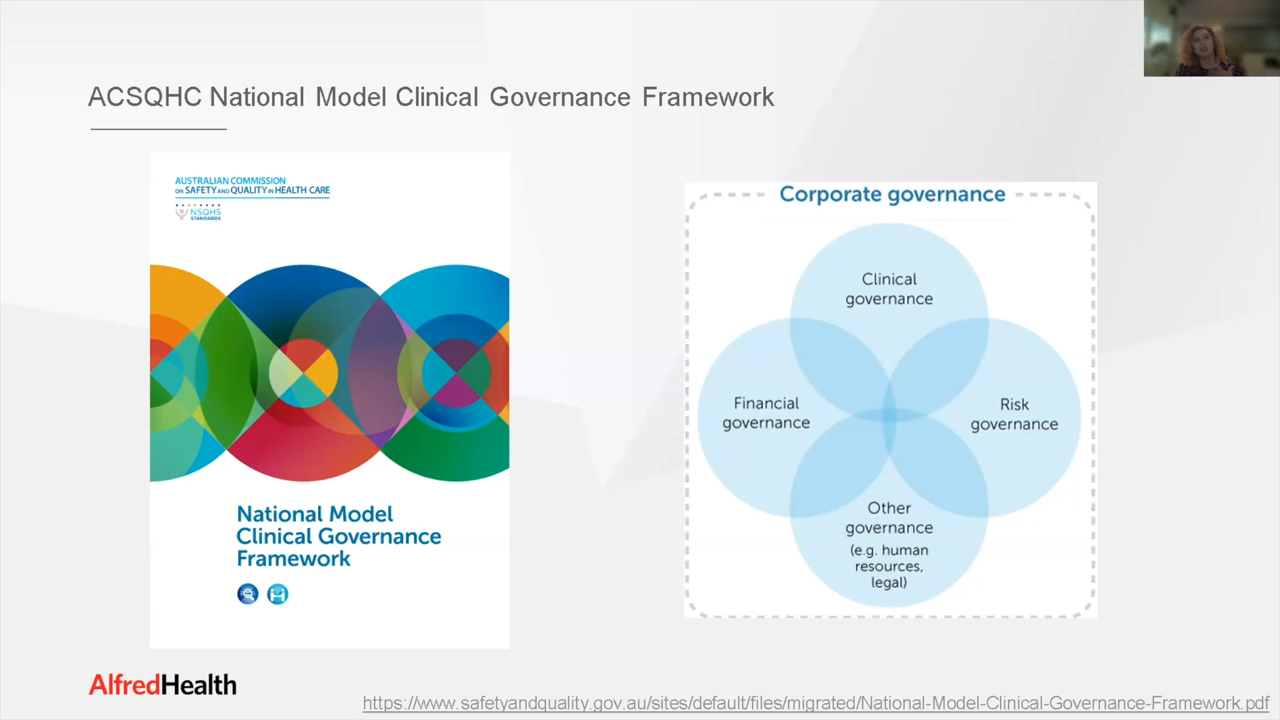 ACSQHC National Model Clinical Governance Framework
AUSTRALIAN COMMISSION
ON SAFETY AND QUALITY IN HEALTH CARE
NSQHS
STANDARDS
National Model
Clinical Governance
Framework
Corporate governance
Clinical
governance
Financial
governance
Risk
governance
Other
governance
(e.g. human
resources,
legal)
AlfredHealth
https://www.safetyandquality.gov.au/sites/default/files/migrated/National-Model-Clinical-Governance-Framework.pdf